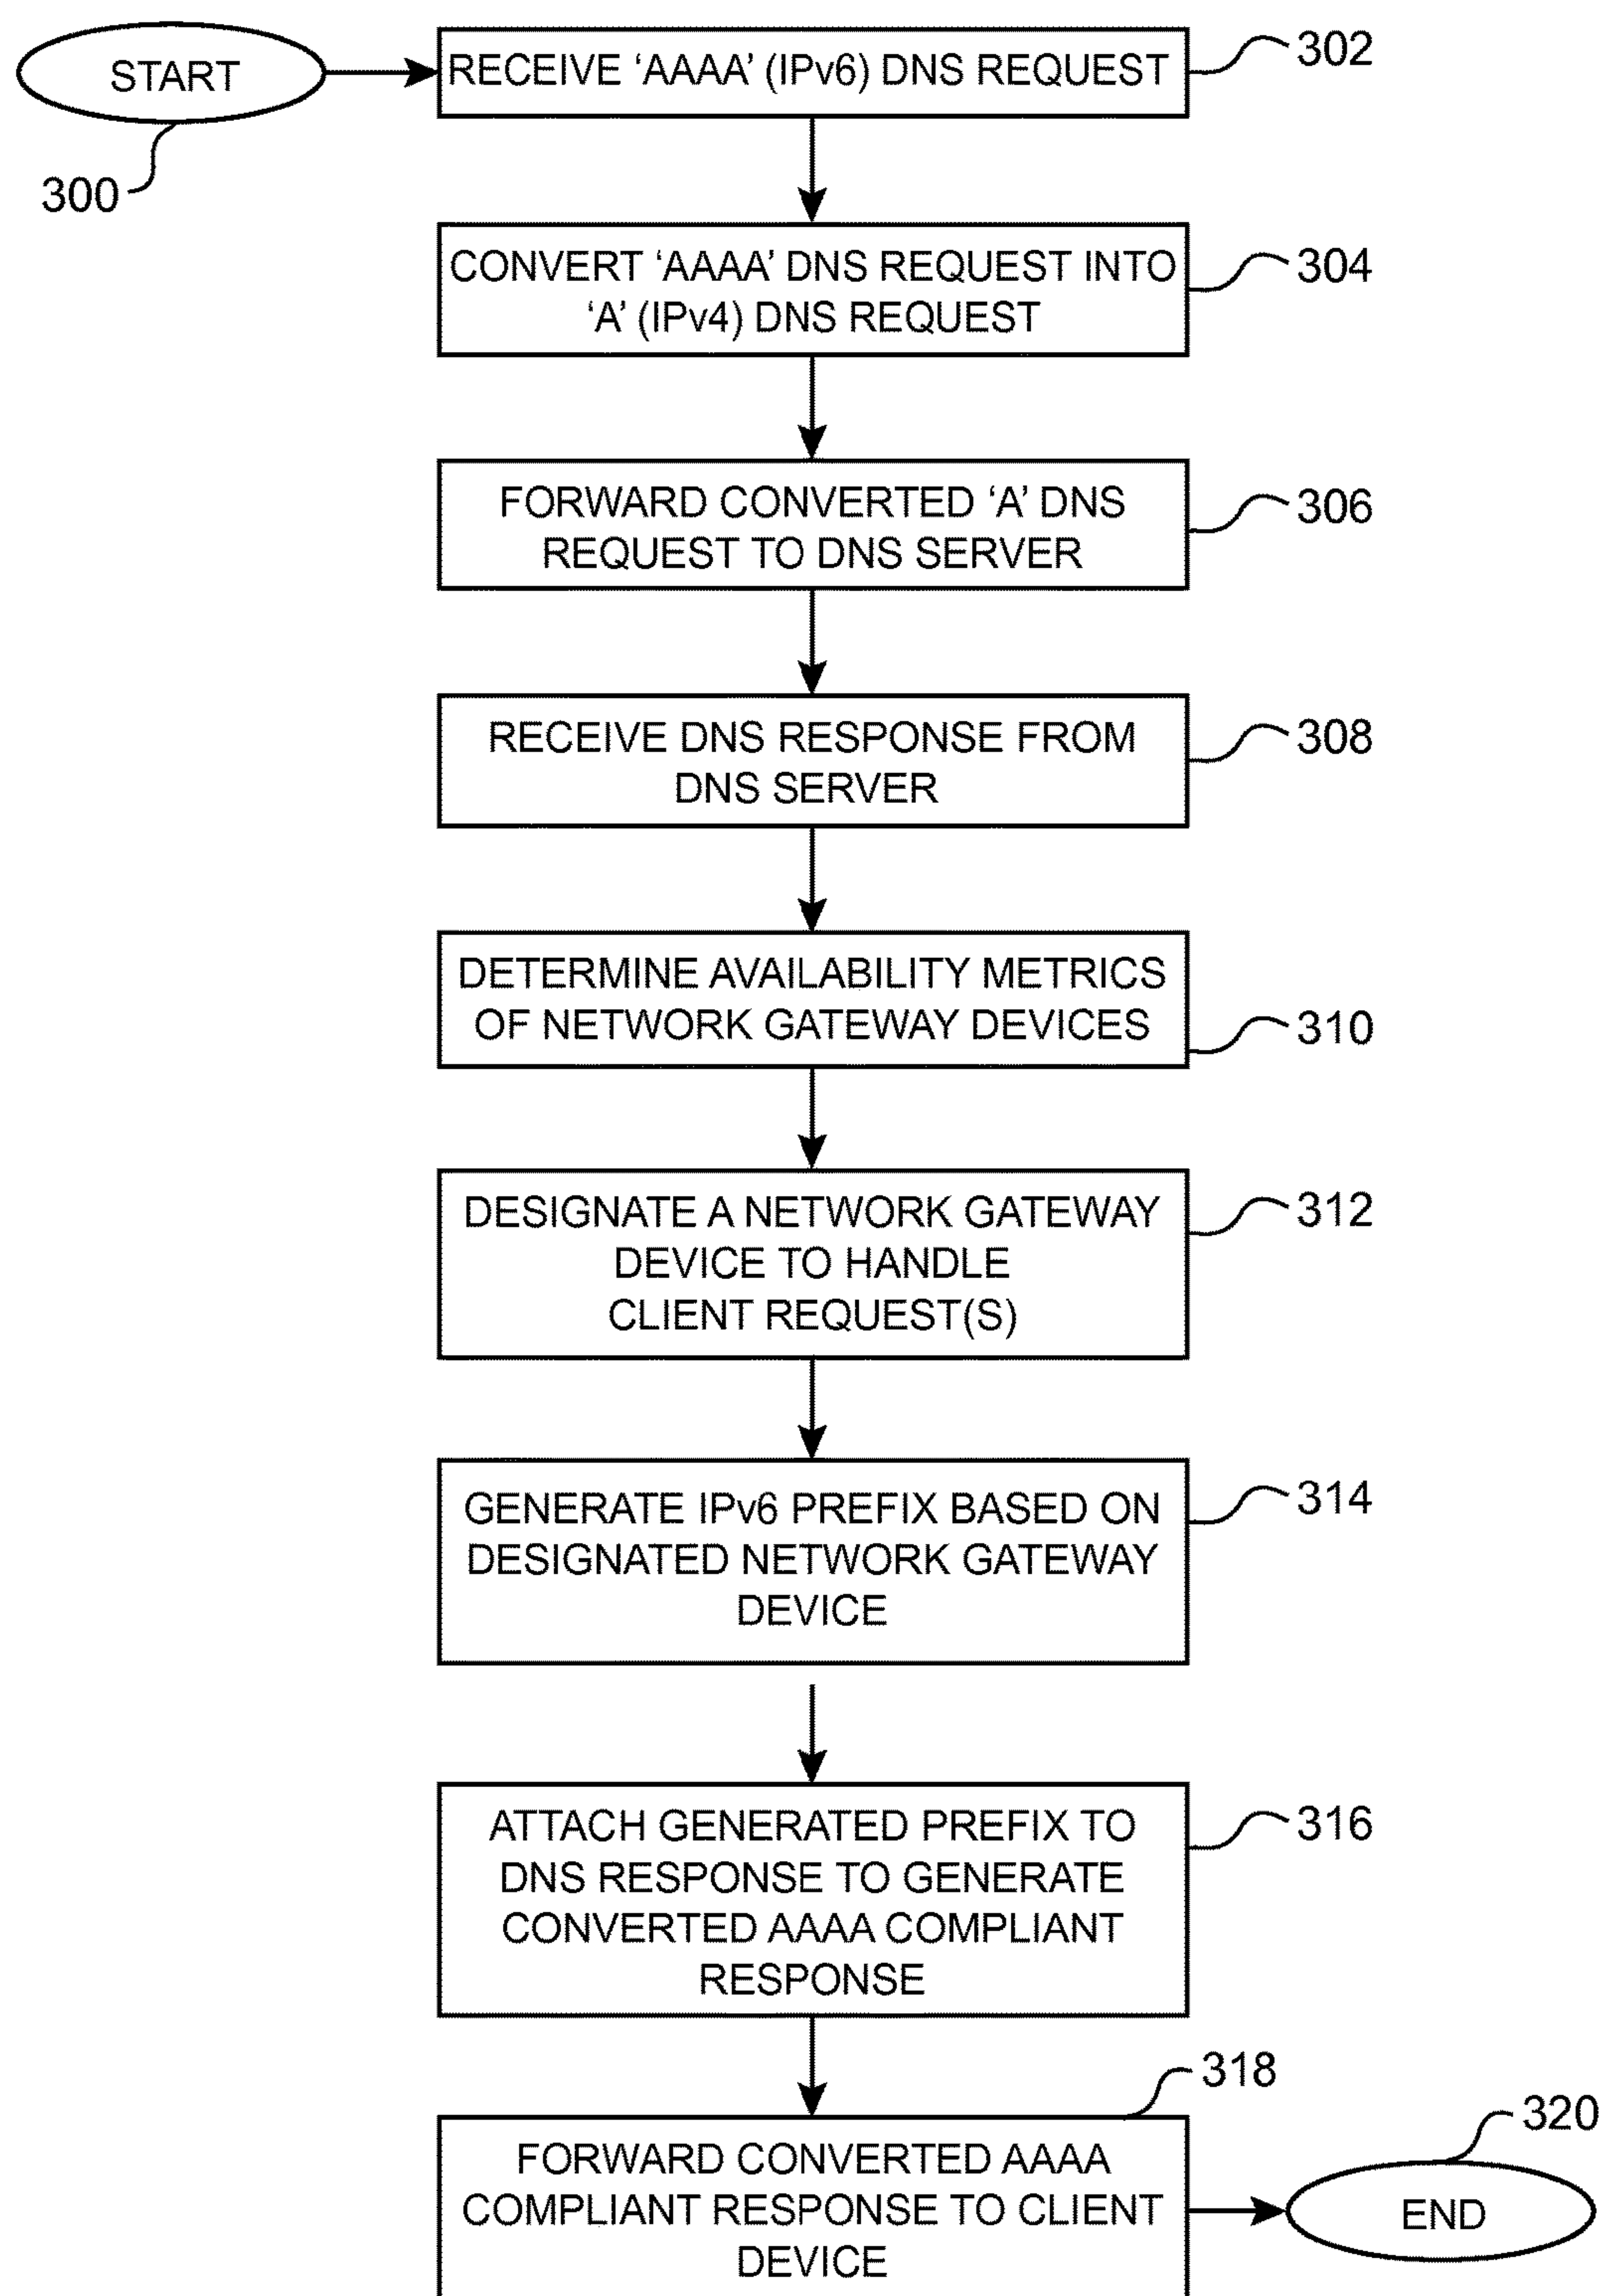 START
RECEIVE ‘AAAA’ (IPv6) DNS REQUEST
302
300
CONVERT ‘AAAA’ DNS REQUEST INTO
‘A’ (IPv4) DNS REQUEST
304
FORWARD CONVERTED ‘A’ DNS
REQUEST TO DNS SERVER
306
RECEIVE DNS RESPONSE FROM
DNS SERVER
308
DETERMINE AVAILABILITY METRICS
OF NETWORK GATEWAY DEVICES
310
DESIGNATE A NETWORK GATEWAY
DEVICE TO HANDLE
CLIENT REQUEST(S)
312
GENERATE IPv6 PREFIX BASED ON
DESIGNATED NETWORK GATEWAY
DEVICE
314
ATTACH GENERATED PREFIX TO
DNS RESPONSE TO GENERATE
CONVERTED AAAA COMPLIANT
RESPONSE
316
318
FORWARD CONVERTED AAAA
COMPLIANT RESPONSE TO CLIENT
DEVICE
320
END